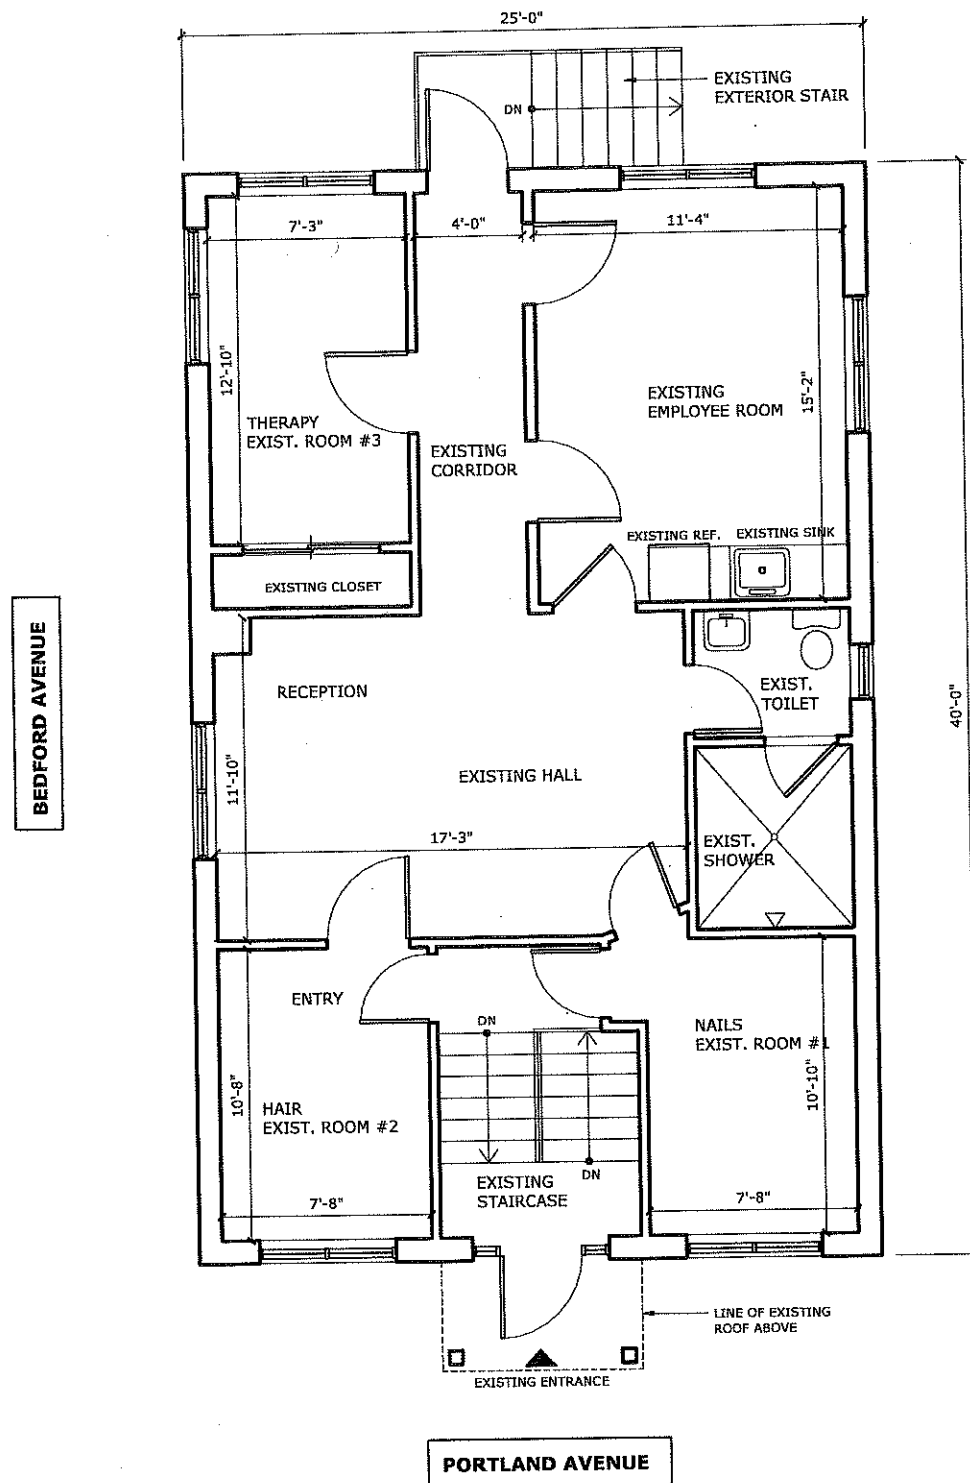 25'-0"
EXISTING
EXTERIOR STAIR
DN
7'-3"
4'-0"
11'-4"
12'-10"
15'-2"
EXISTING
EMPLOYEE ROOM
THERAPY
EXIST. ROOM #3
EXISTING
CORRIDOR
EXISTING REF.
EXISTING SINK
EXISTING CLOSET
BEDFORD AVENUE
RECEPTION
EXIST.
TOILET
40'-0"
11'-10"
EXISTING HALL
17'-3"
EXIST.
SHOWER
ENTRY
DN
NAILS
EXIST. ROOM #1
10'-8"
10'-10"
HAIR
EXIST. ROOM #2
DN
EXISTING
STAIRCASE
7'-8"
7'-8"
LINE OF EXISTING
ROOF ABOVE
EXISTING ENTRANCE
PORTLAND AVENUE